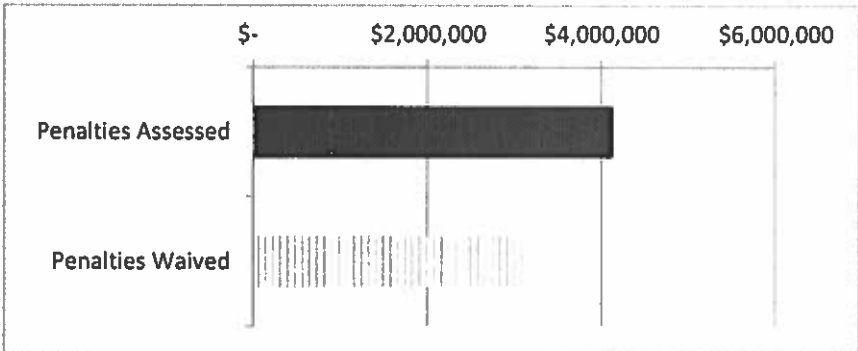 $- $2,000,000 $4,000,000 $6,000,000
Penalties Assessed
Penalties Waived